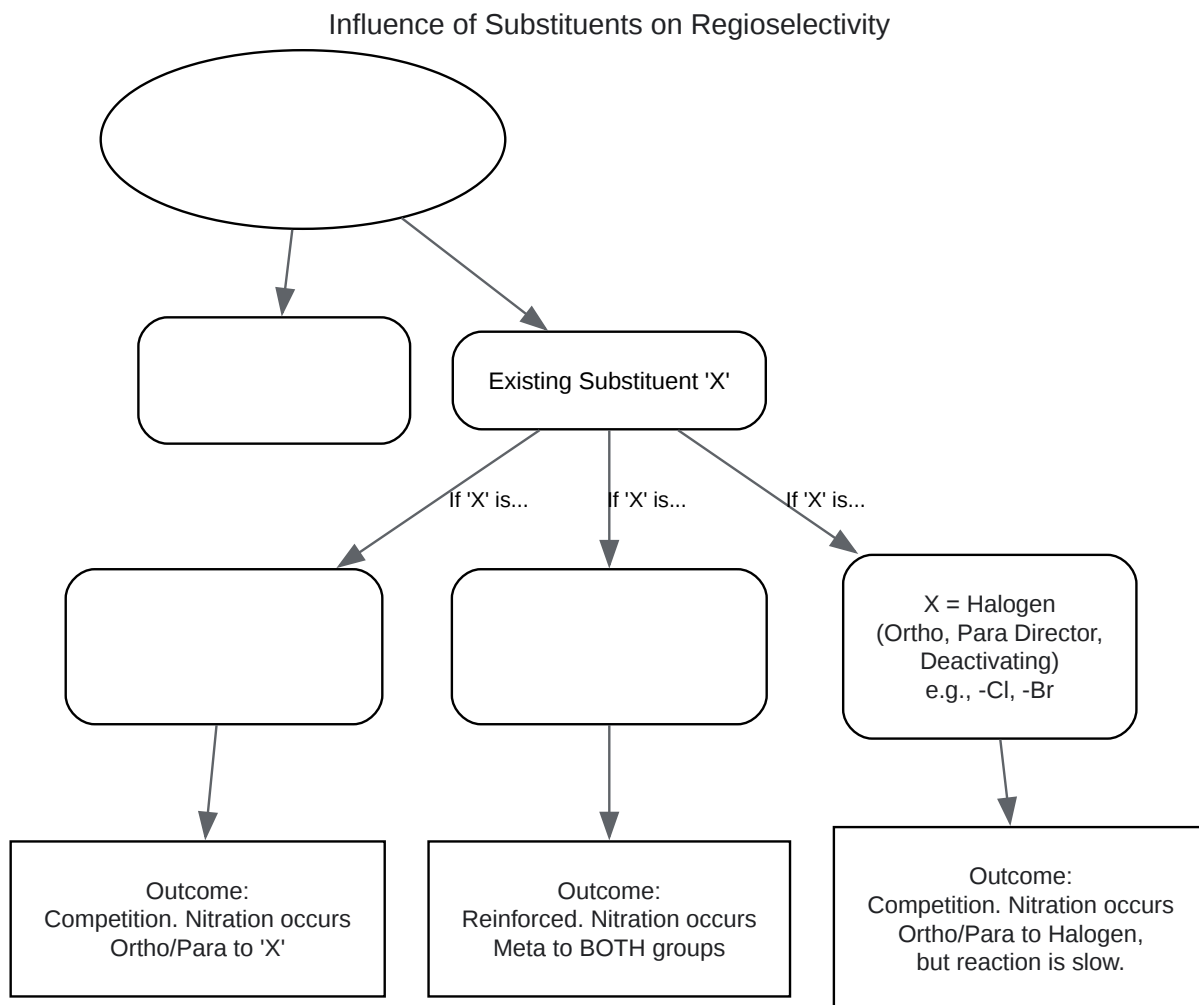 Influence of Substituents on Regioselectivity
Existing Substituent 'X'
If 'X' is...
If 'X' is...
If 'X' is...
X = Halogen
(Ortho, Para Director,
Deactivating)
e.g., -Cl, -Br
Outcome:
Competition. Nitration occurs
Ortho/Para to 'X'
Outcome:
Reinforced. Nitration occurs
Meta to BOTH groups
Outcome:
Competition. Nitration occurs
Ortho/Para to Halogen,
but reaction is slow.